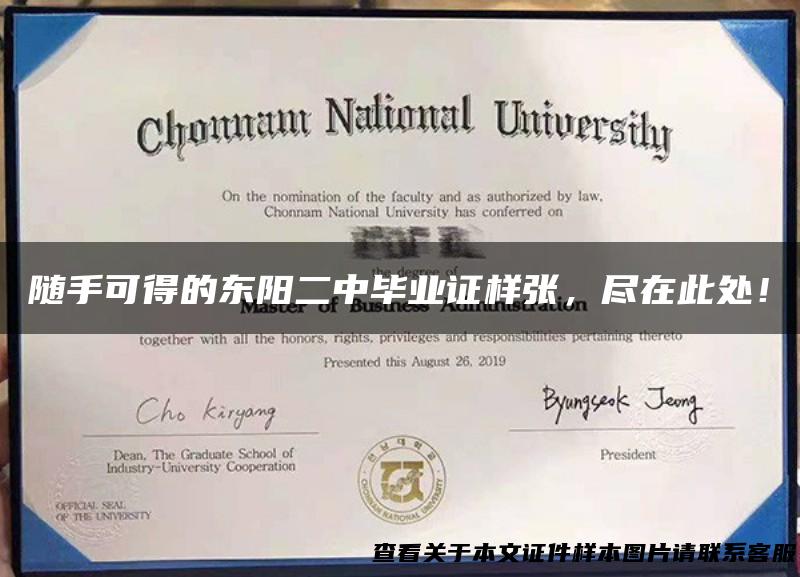 Chonnam National University
On the nomination of the faculty and as authorized by law,
Chonnam National University has conferred on
the degree of
随手可得的东阳二中毕业证样张，尽在此处！
Master of Business Administration
together with all the honors, rights, privileges and responsibilities pertaining thereto
Presented this August 26, 2019
Cho Kiryang
Byungseok Jeong
Dean, The Graduate School of
Industry-University Cooperation
President
전남대학교
CHONNAM NATIONAL UNIVERSITY
OFFICIAL SEAL
OF THE UNIVERSITY
查看关于本文证件样本图片请联系客服